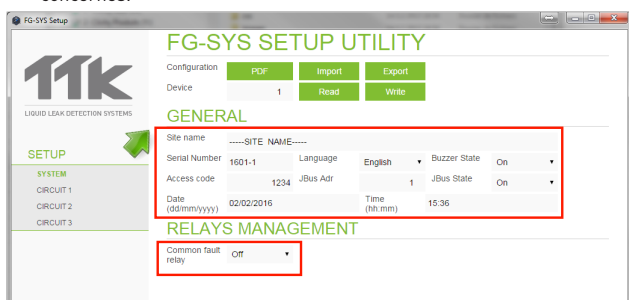 concerned.
FG-SYS Setup
FG-SYS SETUP UTILITY
TTK
LIQUID LEAK DETECTION SYSTEMS
Configuration PDF Import Export
Device 1 Read Write
GENERAL
Site name -----SITE NAME-----
Serial Number 1601-1 Language English Buzzer State On
Access code 1234 JBus Adr 1 JBus State On
Date (dd/mm/yyyy) 02/02/2016 Time (hh:mm) 15:36
SETUP
SYSTEM
CIRCUIT 1
CIRCUIT 2
CIRCUIT 3
RELAYS MANAGEMENT
Common fault relay Off